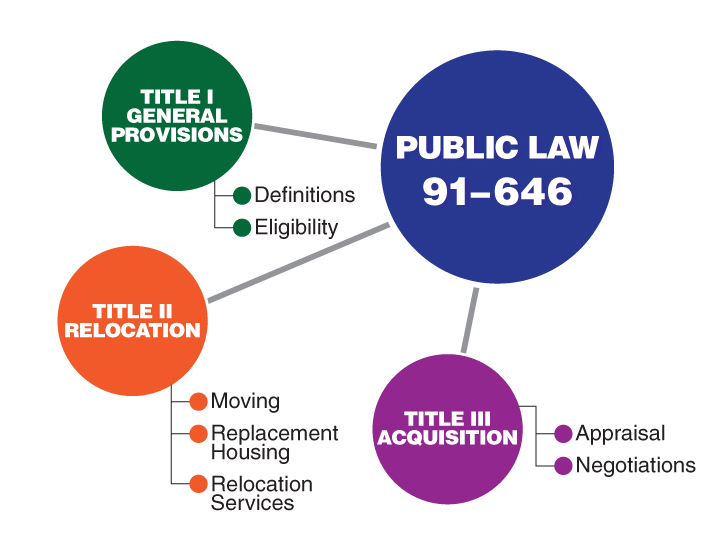 TITLE I
GENERAL
PROVISIONS
PUBLIC LAW
91–646
Definitions
Eligibility
TITLE II
RELOCATION
Moving
Replacement
Housing
Relocation
Services
TITLE III
ACQUISITION
Appraisal
Negotiations